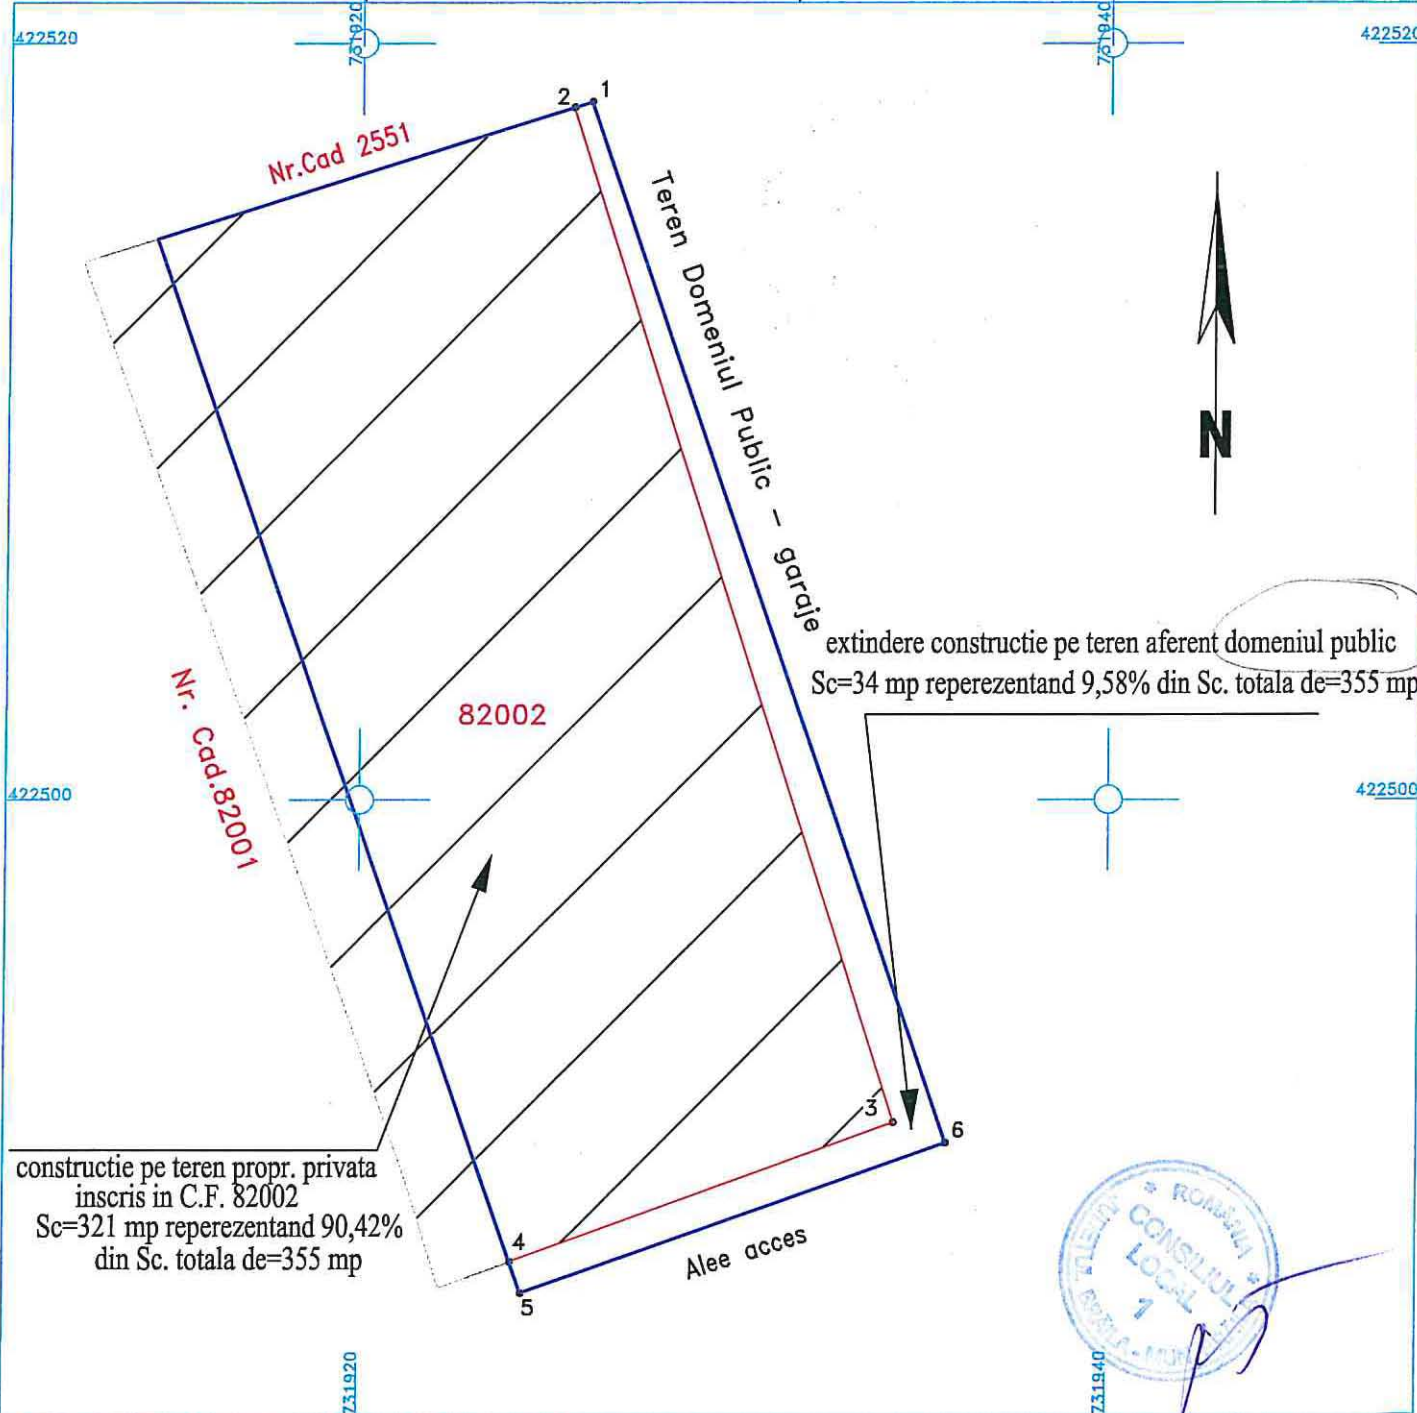 731920
731940
422520
422520
2
1
Nr.Cad 2551
Teren Domeniul Public - garaje
N
extindere constructie pe teren aferent domeniul public
Sc=34 mp reperezentand 9,58% din Sc. totala de=355 mp
Nr. Cad.82001
82002
422500
422500
3
6
constructie pe teren propr. privata
inscris in C.F. 82002
Sc=321 mp reperezentand 90,42%
din Sc. totala de=355 mp
4
5
Alee acces
* ROMANIA *
JUDETUL
CONSILIUL
LOCAL
1
731920
731940